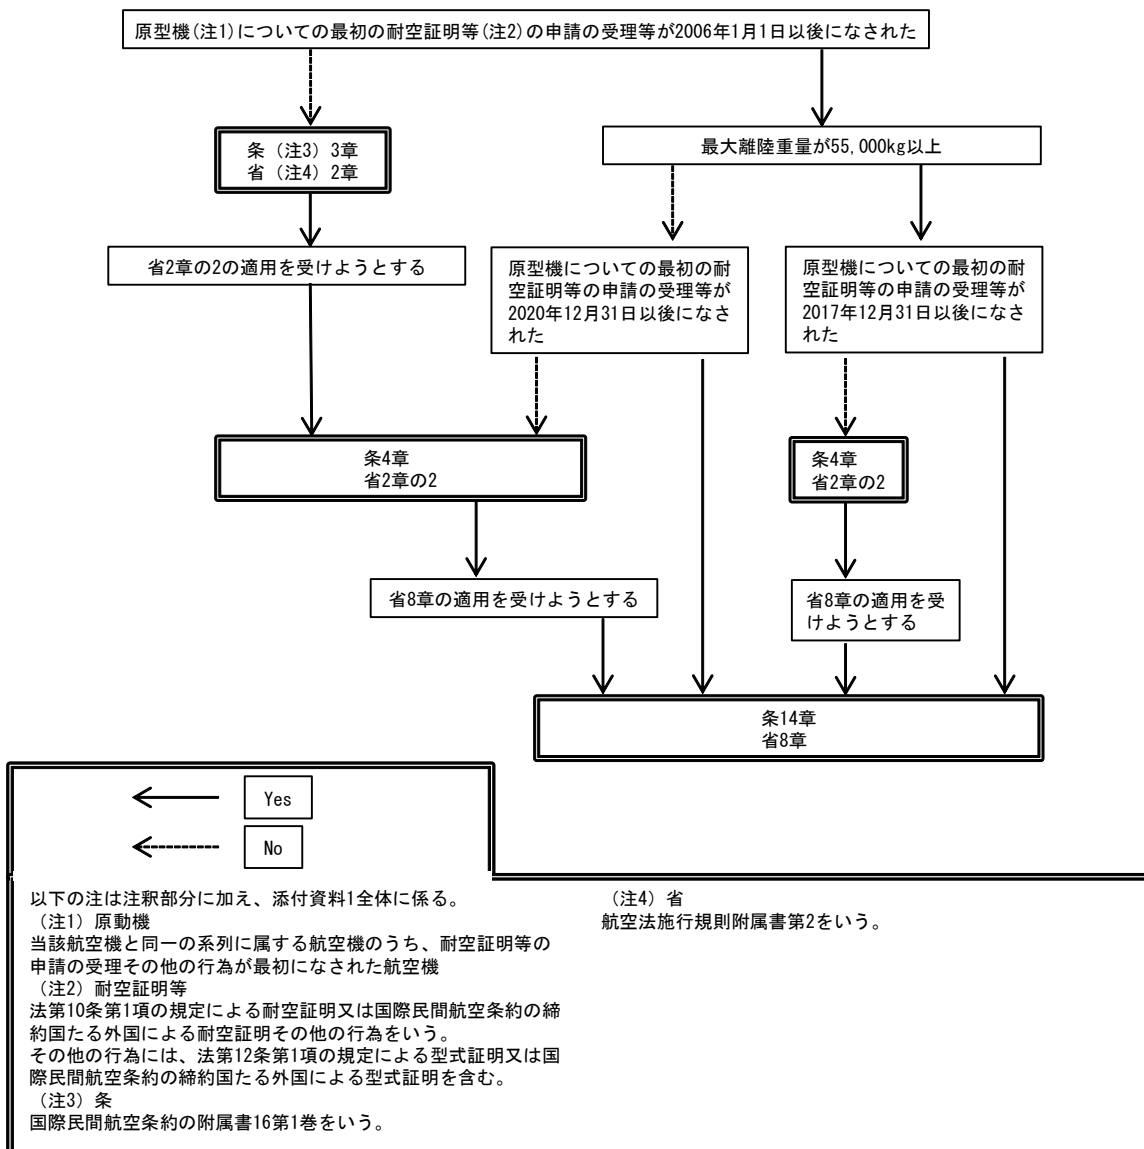 原型機(注1)についての最初の耐空証明等(注2)の申請の受理等が2006年1月1日以後になされた
条（注3）3章
省（注4）2章
最大離陸重量が55,000kg以上
省2章の2の適用を受けようとする
原型機についての最初の耐
空証明等の申請の受理等が
2020年12月31日以後になさ
れた
原型機についての最初の耐
空証明等の申請の受理等が
2017年12月31日以後になさ
れた
条4章
省2章の2
条4章
省2章の2
省8章の適用を受けようとする
省8章の適用を受
けようとする
条14章
省8章
Yes
No
以下の注は注釈部分に加え、添付資料1全体に係る。
（注1）原動機
当該航空機と同一の系列に属する航空機のうち、耐空証明等の
申請の受理その他の行為が最初になされた航空機
（注2）耐空証明等
法第10条第1項の規定による耐空証明又は国際民間航空条約の締
約国たる外国による耐空証明その他の行為をいう。
その他の行為には、法第12条第1項の規定による型式証明又は国
際民間航空条約の締約国たる外国による型式証明を含む。
（注3）条
国際民間航空条約の附属書16第1巻をいう。
（注4）省
航空法施行規則附属書第2をいう。